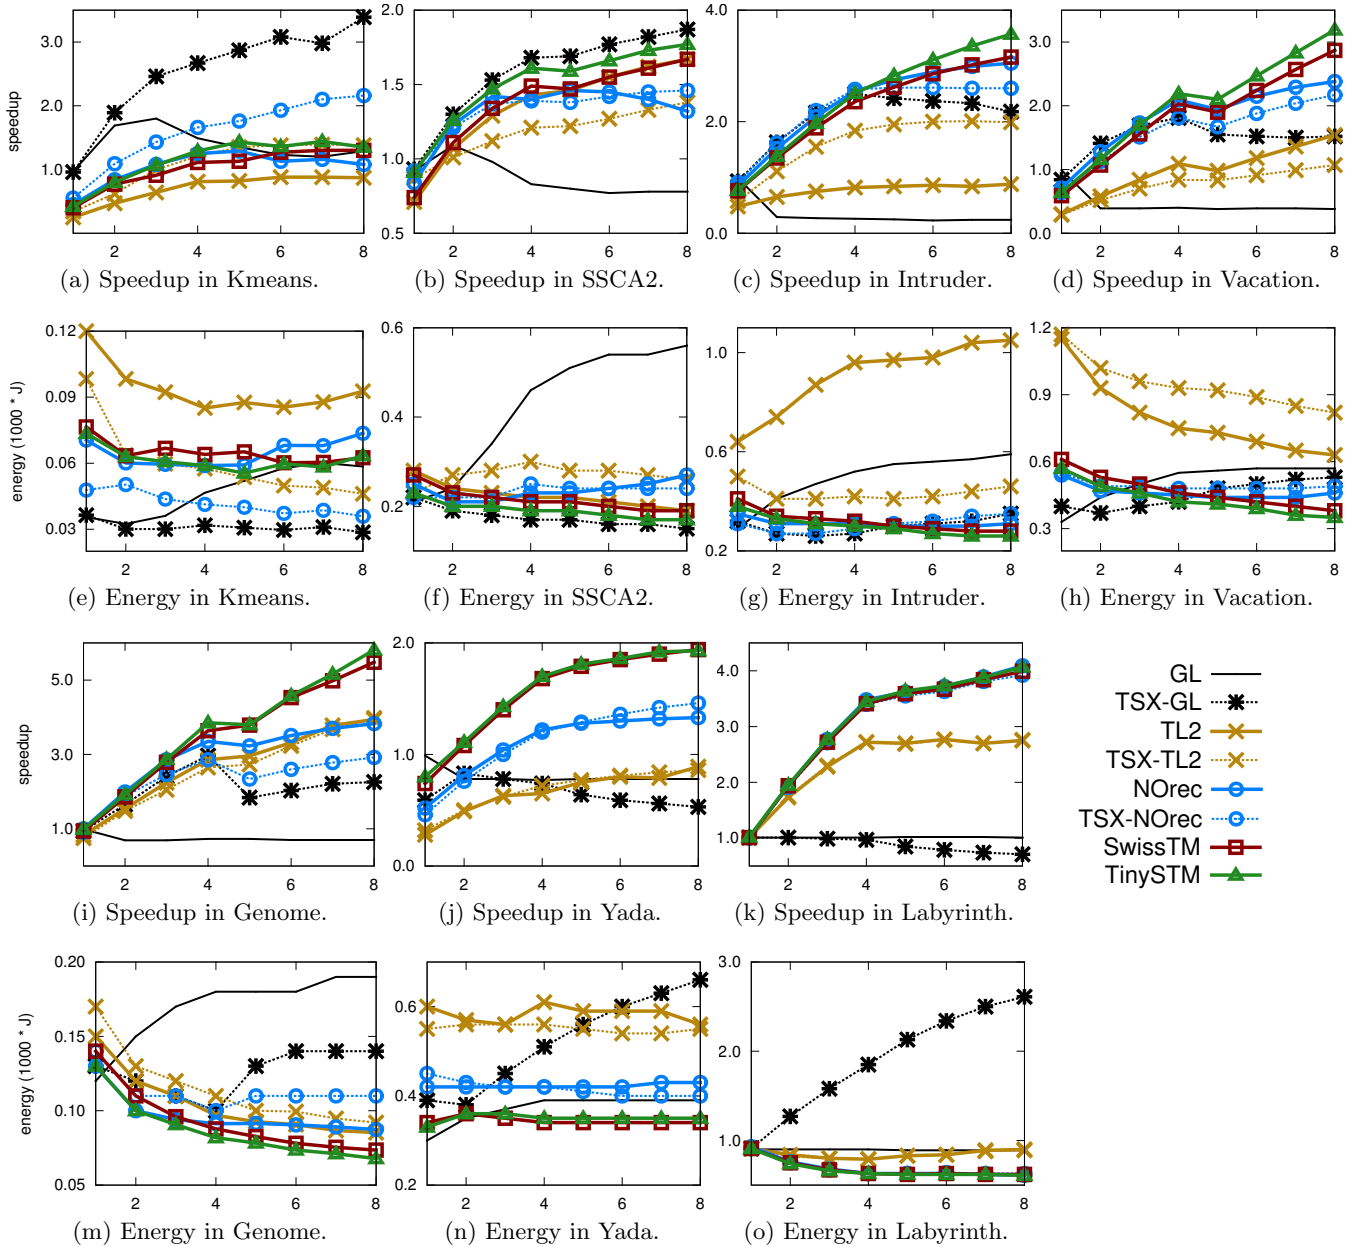 speedup
3.0
2.0
1.0
2 4 6 8
(a) Speedup in Kmeans.
2.0
1.5
1.0
0.5
2 4 6 8
(b) Speedup in SSCA2.
4.0
2.0
0.0
2 4 6 8
(c) Speedup in Intruder.
3.0
2.0
1.0
0.0
2 4 6 8
(d) Speedup in Vacation.
energy (1000 * J)
0.12
0.09
0.06
0.03
2 4 6 8
(e) Energy in Kmeans.
0.6
0.4
0.2
2 4 6 8
(f) Energy in SSCA2.
1.0
0.6
0.2
2 4 6 8
(g) Energy in Intruder.
1.2
0.9
0.6
0.3
2 4 6 8
(h) Energy in Vacation.
speedup
5.0
3.0
1.0
2 4 6 8
(i) Speedup in Genome.
2.0
1.0
0.0
2 4 6 8
(j) Speedup in Yada.
4.0
3.0
2.0
1.0
2 4 6 8
(k) Speedup in Labyrinth.
GL
TSX-GL
TL2
TSX-TL2
NOrec
TSX-NOrec
SwissTM
TinySTM
energy (1000 * J)
0.20
0.15
0.10
0.05
2 4 6 8
(m) Energy in Genome.
0.6
0.4
0.2
2 4 6 8
(n) Energy in Yada.
3.0
2.0
1.0
2 4 6 8
(o) Energy in Labyrinth.